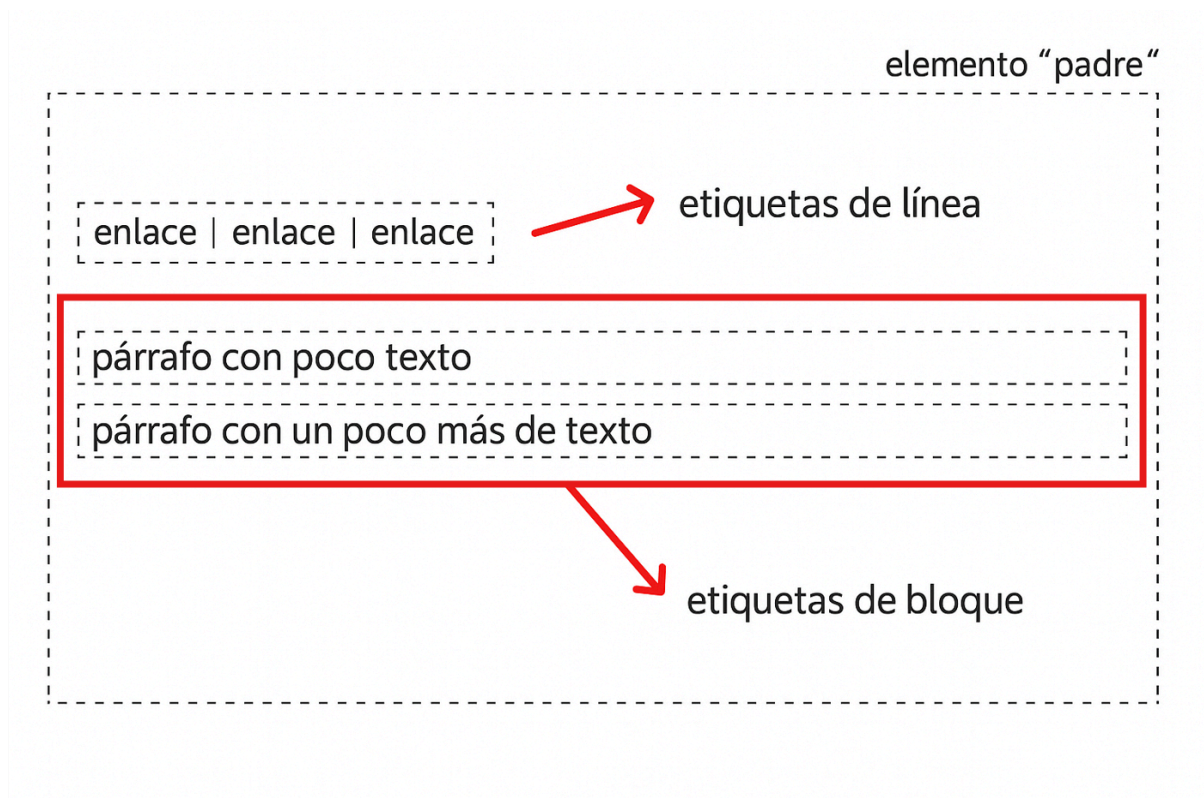 elemento “padre“
etiquetas de línea
enlace | enlace | enlace
párrafo con poco texto
párrafo con un poco más de texto
etiquetas de bloque